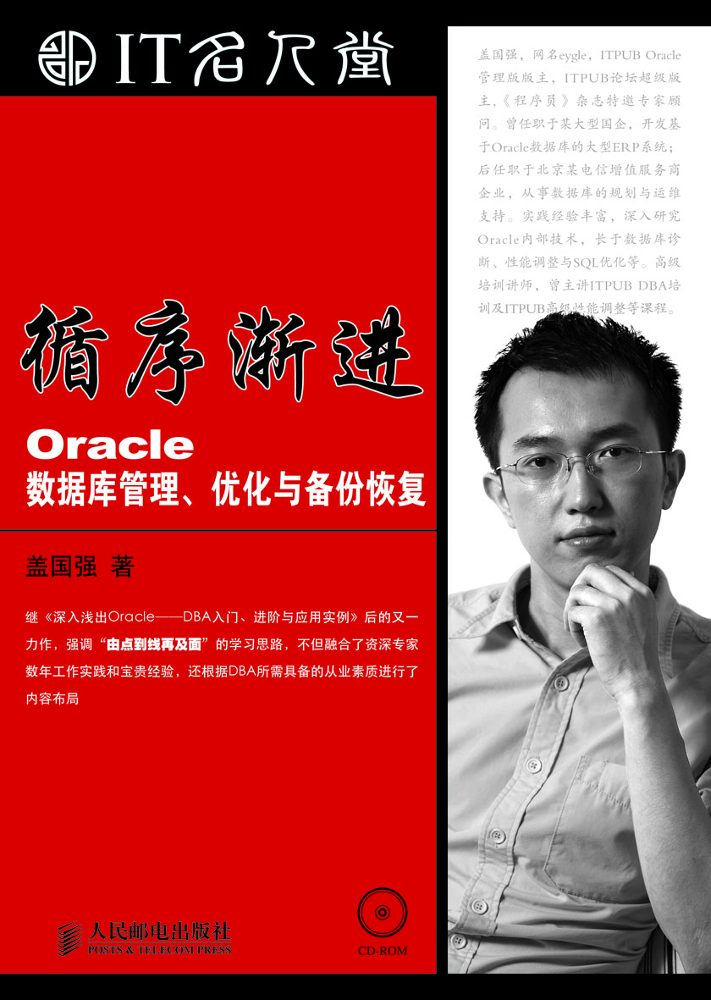 IT名人堂
盖国强，网名eygle，ITPUB Oracle
管理版版主，ITPUB论坛超级版
主，《程序员》杂志特邀专家顾
问。曾任职于某大型国企，开发基
于Oracle数据库的大型ERP系统；
后任职于北京某电信增值服务商
企业，从事数据库的规划与运维
支持。实践经验丰富，深入研究
Oracle内部技术，长于数据库诊
断、性能调整与SQL优化等。高级
培训讲师，曾主讲ITPUB DBA培
训及ITPUB高级性能调整等课程。
循序渐进
Oracle
数据库管理、优化与备份恢复
盖国强 著
继《深入浅出Oracle——DBA入门、进阶与应用实例》后的又一
力作，强调“由点到线再及面”的学习思路，不但融合了资深专家
数年工作实践和宝贵经验，还根据DBA所需具备的从业素质进行了
内容布局
人民邮电出版社
POSTS & TELECOM PRESS
CD-ROM